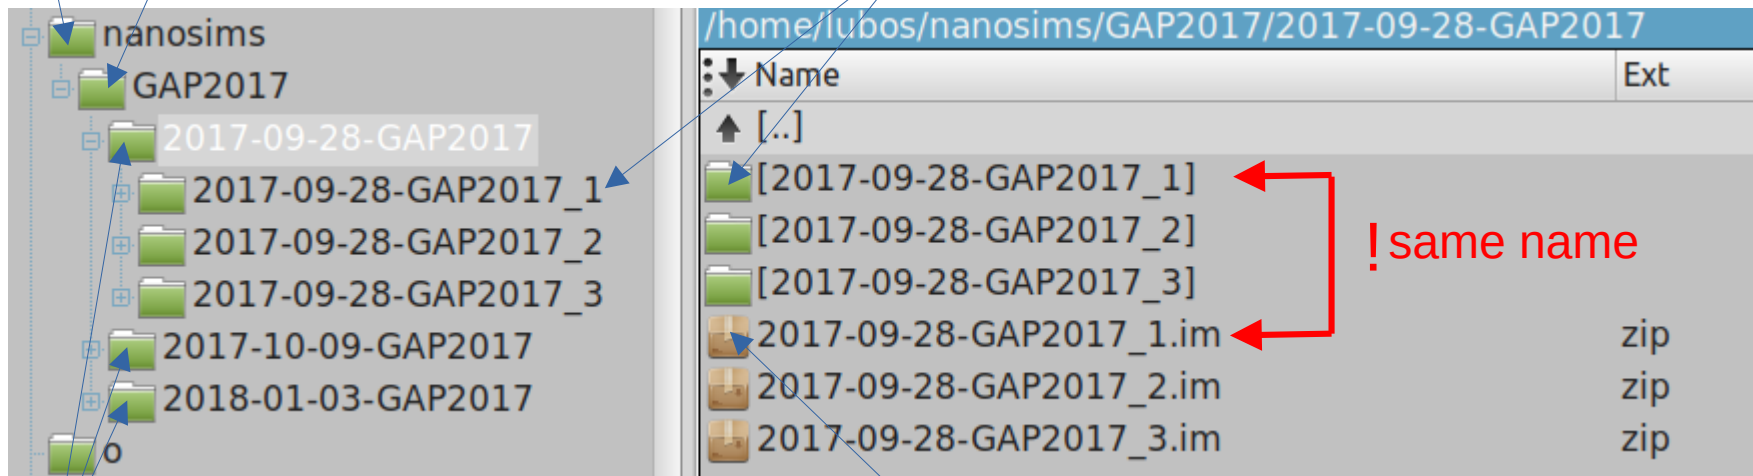 nanosims
GAP2017
2017-09-28-GAP2017
2017-09-28-GAP2017_1
2017-09-28-GAP2017_2
2017-09-28-GAP2017_3
2017-10-09-GAP2017
2018-01-03-GAP2017
o
/home/lubos/nanosims/GAP2017/2017-09-28-GAP2017
Name Ext
[..]
[2017-09-28-GAP2017_1]
[2017-09-28-GAP2017_2]
[2017-09-28-GAP2017_3]
2017-09-28-GAP2017_1.im zip
2017-09-28-GAP2017_2.im zip
2017-09-28-GAP2017_3.im zip
! same name